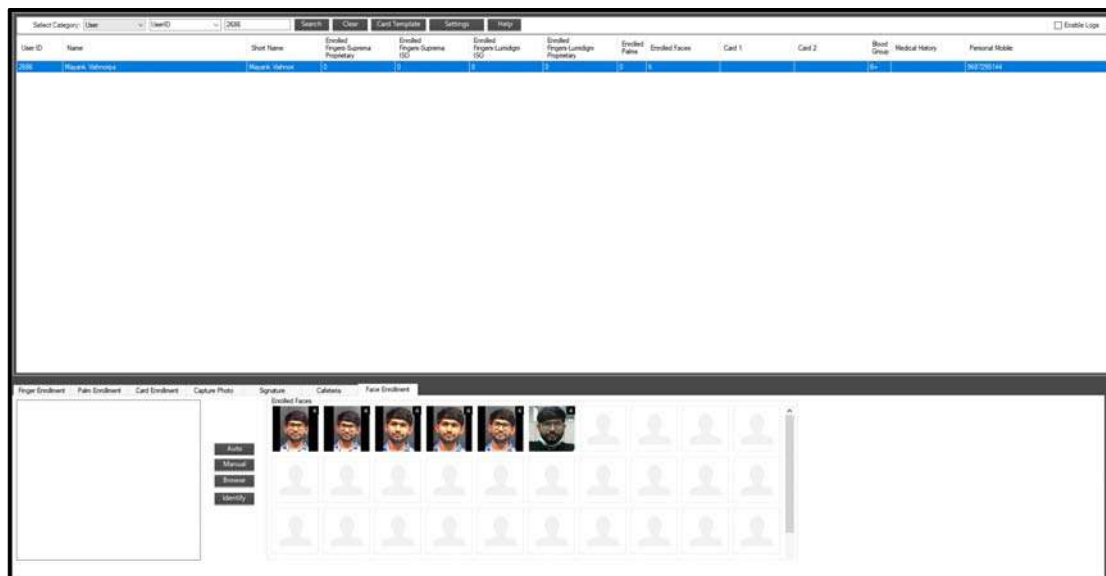 Select Category: User UserID 2686 Search Clear Card Template Settings Help Enable Logs
User ID Name Short Name Enrolled Fingers-Suprema Proprietary Enrolled Fingers-Suprema ISO Enrolled Fingers-Lumidigm ISO Enrolled Fingers-Lumidigm Proprietary Enrolled Palms Enrolled Faces Card 1 Card 2 Blood Group Medical History Personal Mobile
2686 Mayank 0 0 0 0 0 6
Finger Enrollment Palm Enrollment Card Enrollment Capture Photo Signature Cafeteria Face Enrollment
Enrolled Faces
Auto
Manual
Browse
Identify